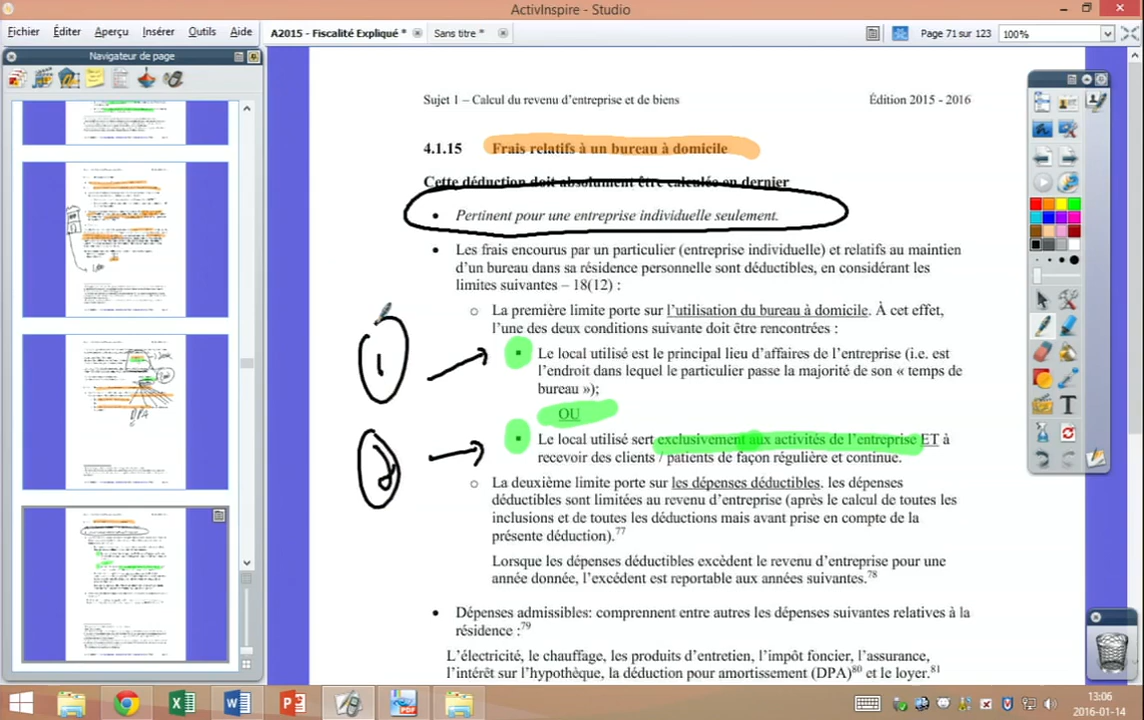 ActivInspire - Studio
Fichier Éditer Aperçu Insérer Outils Aide
A2015 - Fiscalité Expliqué *
Sans titre *
Page 71 sur 123
100%
Navigateur de page
Sujet 1 – Calcul du revenu d'entreprise et de biens
Édition 2015 - 2016
4.1.15 Frais relatifs à un bureau à domicile
Cette déduction doit absolument être calculée en dernier
• Pertinent pour une entreprise individuelle seulement.
• Les frais encourus par un particulier (entreprise individuelle) et relatifs au maintien
d'un bureau dans sa résidence personnelle sont déductibles, en considérant les
limites suivantes – 18(12) :
o La première limite porte sur l'utilisation du bureau à domicile. À cet effet,
l'une des deux conditions suivante doit être rencontrées :
1
▪ Le local utilisé est le principal lieu d'affaires de l'entreprise (i.e. est
l'endroit dans lequel le particulier passe la majorité de son « temps de
bureau »);
OU
2
▪ Le local utilisé sert exclusivement aux activités de l'entreprise ET à
recevoir des clients / patients de façon régulière et continue.
o La deuxième limite porte sur les dépenses déductibles. les dépenses
déductibles sont limitées au revenu d'entreprise (après le calcul de toutes les
inclusions et de toutes les déductions mais avant prise en compte de la
présente déduction).77
Lorsque les dépenses déductibles excèdent le revenu d'entreprise pour une
année donnée, l'excédent est reportable aux années suivantes.78
• Dépenses admissibles: comprennent entre autres les dépenses suivantes relatives à la
résidence :79
L'électricité, le chauffage, les produits d'entretien, l'impôt foncier, l'assurance,
l'intérêt sur l'hypothèque, la déduction pour amortissement (DPA)80 et le loyer.81
13:06
2016-01-14